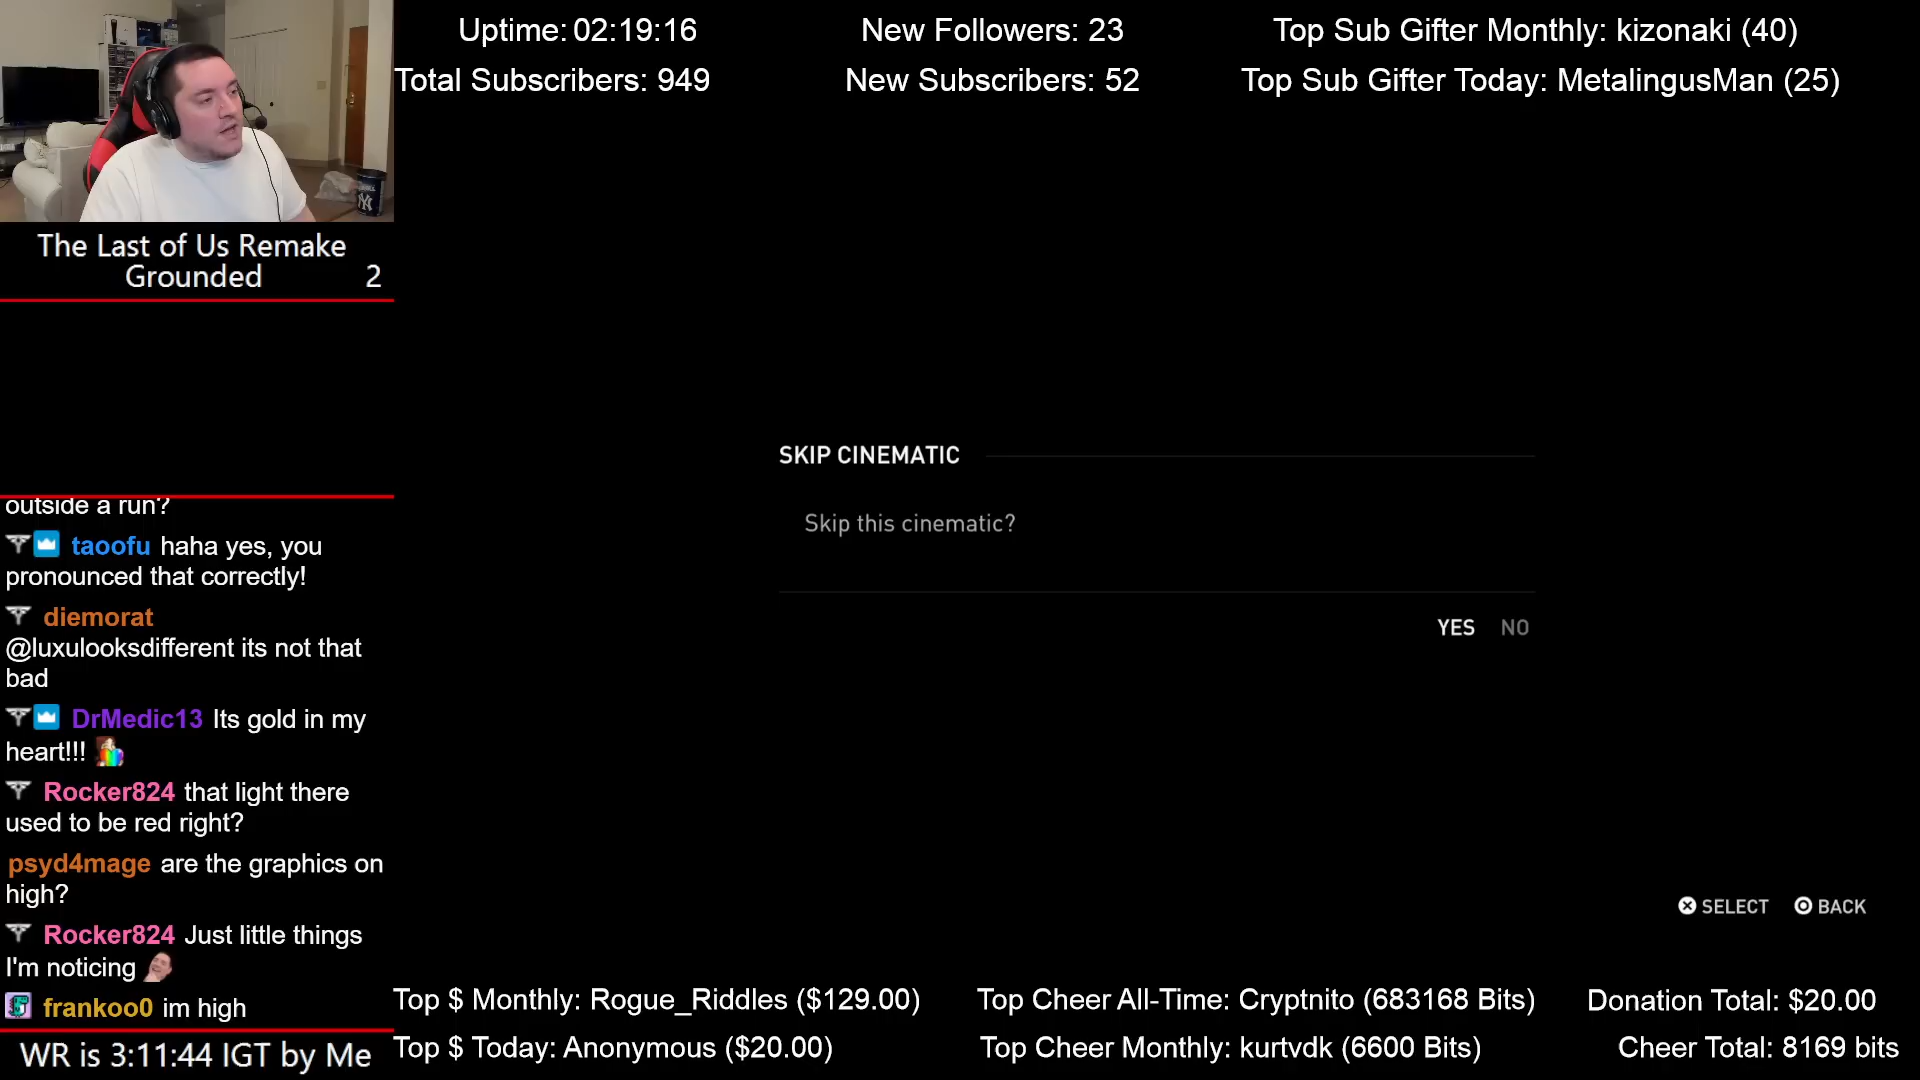 Uptime: 02:19:16
New Followers: 23
Top Sub Gifter Monthly: kizonaki (40)
Total Subscribers: 949
New Subscribers: 52
Top Sub Gifter Today: MetalingusMan (25)
The Last of Us Remake
Grounded 2
outside a run?
taoofu haha yes, you
pronounced that correctly!
diemorat
@luxulooksdifferent its not that
bad
DrMedic13 Its gold in my
heart!!!
Rocker824 that light there
used to be red right?
psyd4mage are the graphics on
high?
Rocker824 Just little things
I'm noticing
frankoo0 im high
WR is 3:11:44 IGT by Me
SKIP CINEMATIC
Skip this cinematic?
YES NO
SELECT BACK
Top $ Monthly: Rogue_Riddles ($129.00)
Top Cheer All-Time: Cryptnito (683168 Bits)
Donation Total: $20.00
Top $ Today: Anonymous ($20.00)
Top Cheer Monthly: kurtvdk (6600 Bits)
Cheer Total: 8169 bits